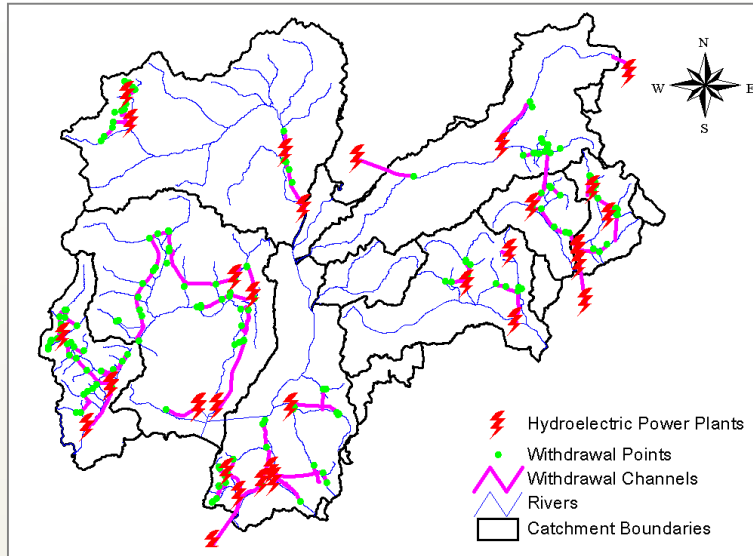 N
W E
S
Hydroelectric Power Plants
Withdrawal Points
Withdrawal Channels
Rivers
Catchment Boundaries